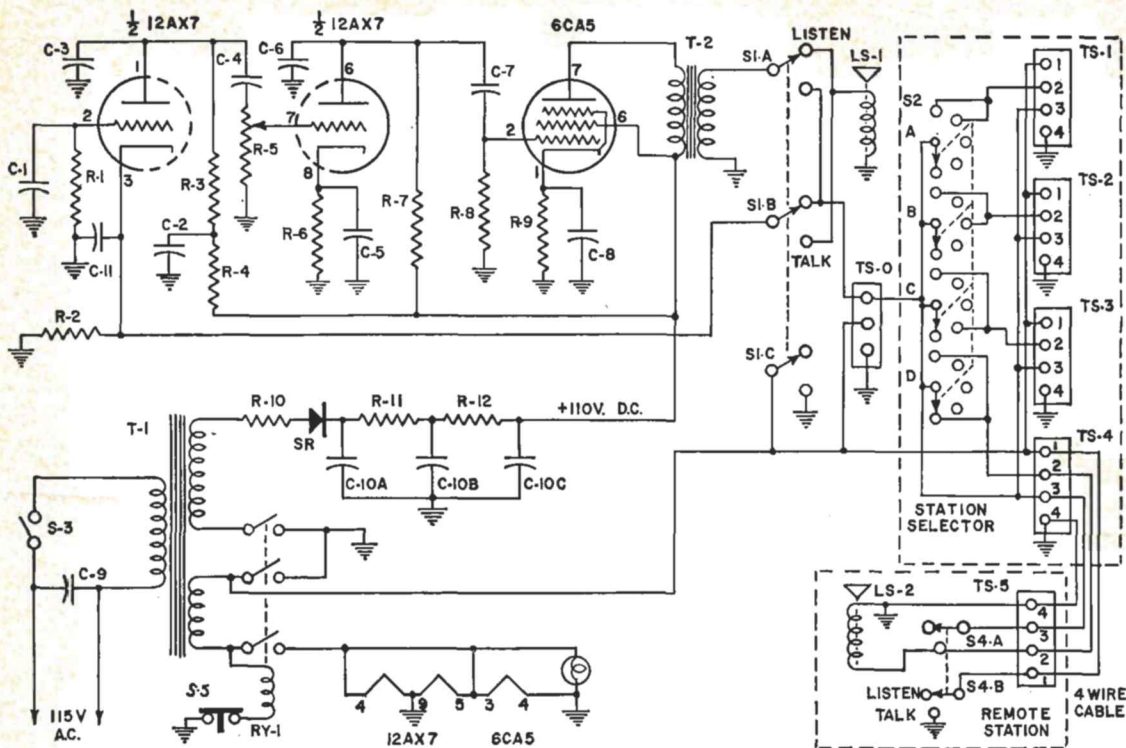 ½ 12AX7
½ 12AX7
6CA5
C-3
C-4
C-6
C-7
T-2
S1-A
LISTEN
LS-1
TS-1
1
2
3
4
S2
A
1
2
3
6
7
8
7
2
6
1
C-1
R-1
C-11
C-2
R-3
R-4
R-5
R-6
C-5
R-7
R-8
R-9
C-8
S1-B
TALK
TS-0
B
C
D
TS-2
1
2
3
4
TS-3
1
2
3
4
R-2
S1-C
T-1
R-10
SR
R-11
R-12
+110V. D.C.
C-10A
C-10B
C-10C
TS-4
1
2
3
4
STATION
SELECTOR
S-3
C-9
S-5
RY-1
4
9
5
3
4
12AX7
6CA5
115V
A.C.
LS-2
TS-5
4
3
2
1
S4-A
S4-B
LISTEN
TALK
REMOTE
STATION
4 WIRE
CABLE